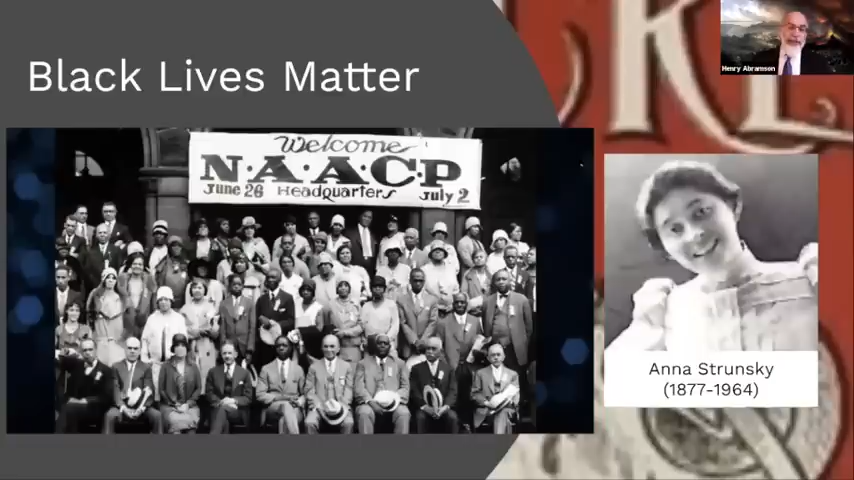 Black Lives Matter
Welcome
N·A·A·C·P
June 26 Headquarters July 2
Anna Strunsky
(1877-1964)
Henry Abramson